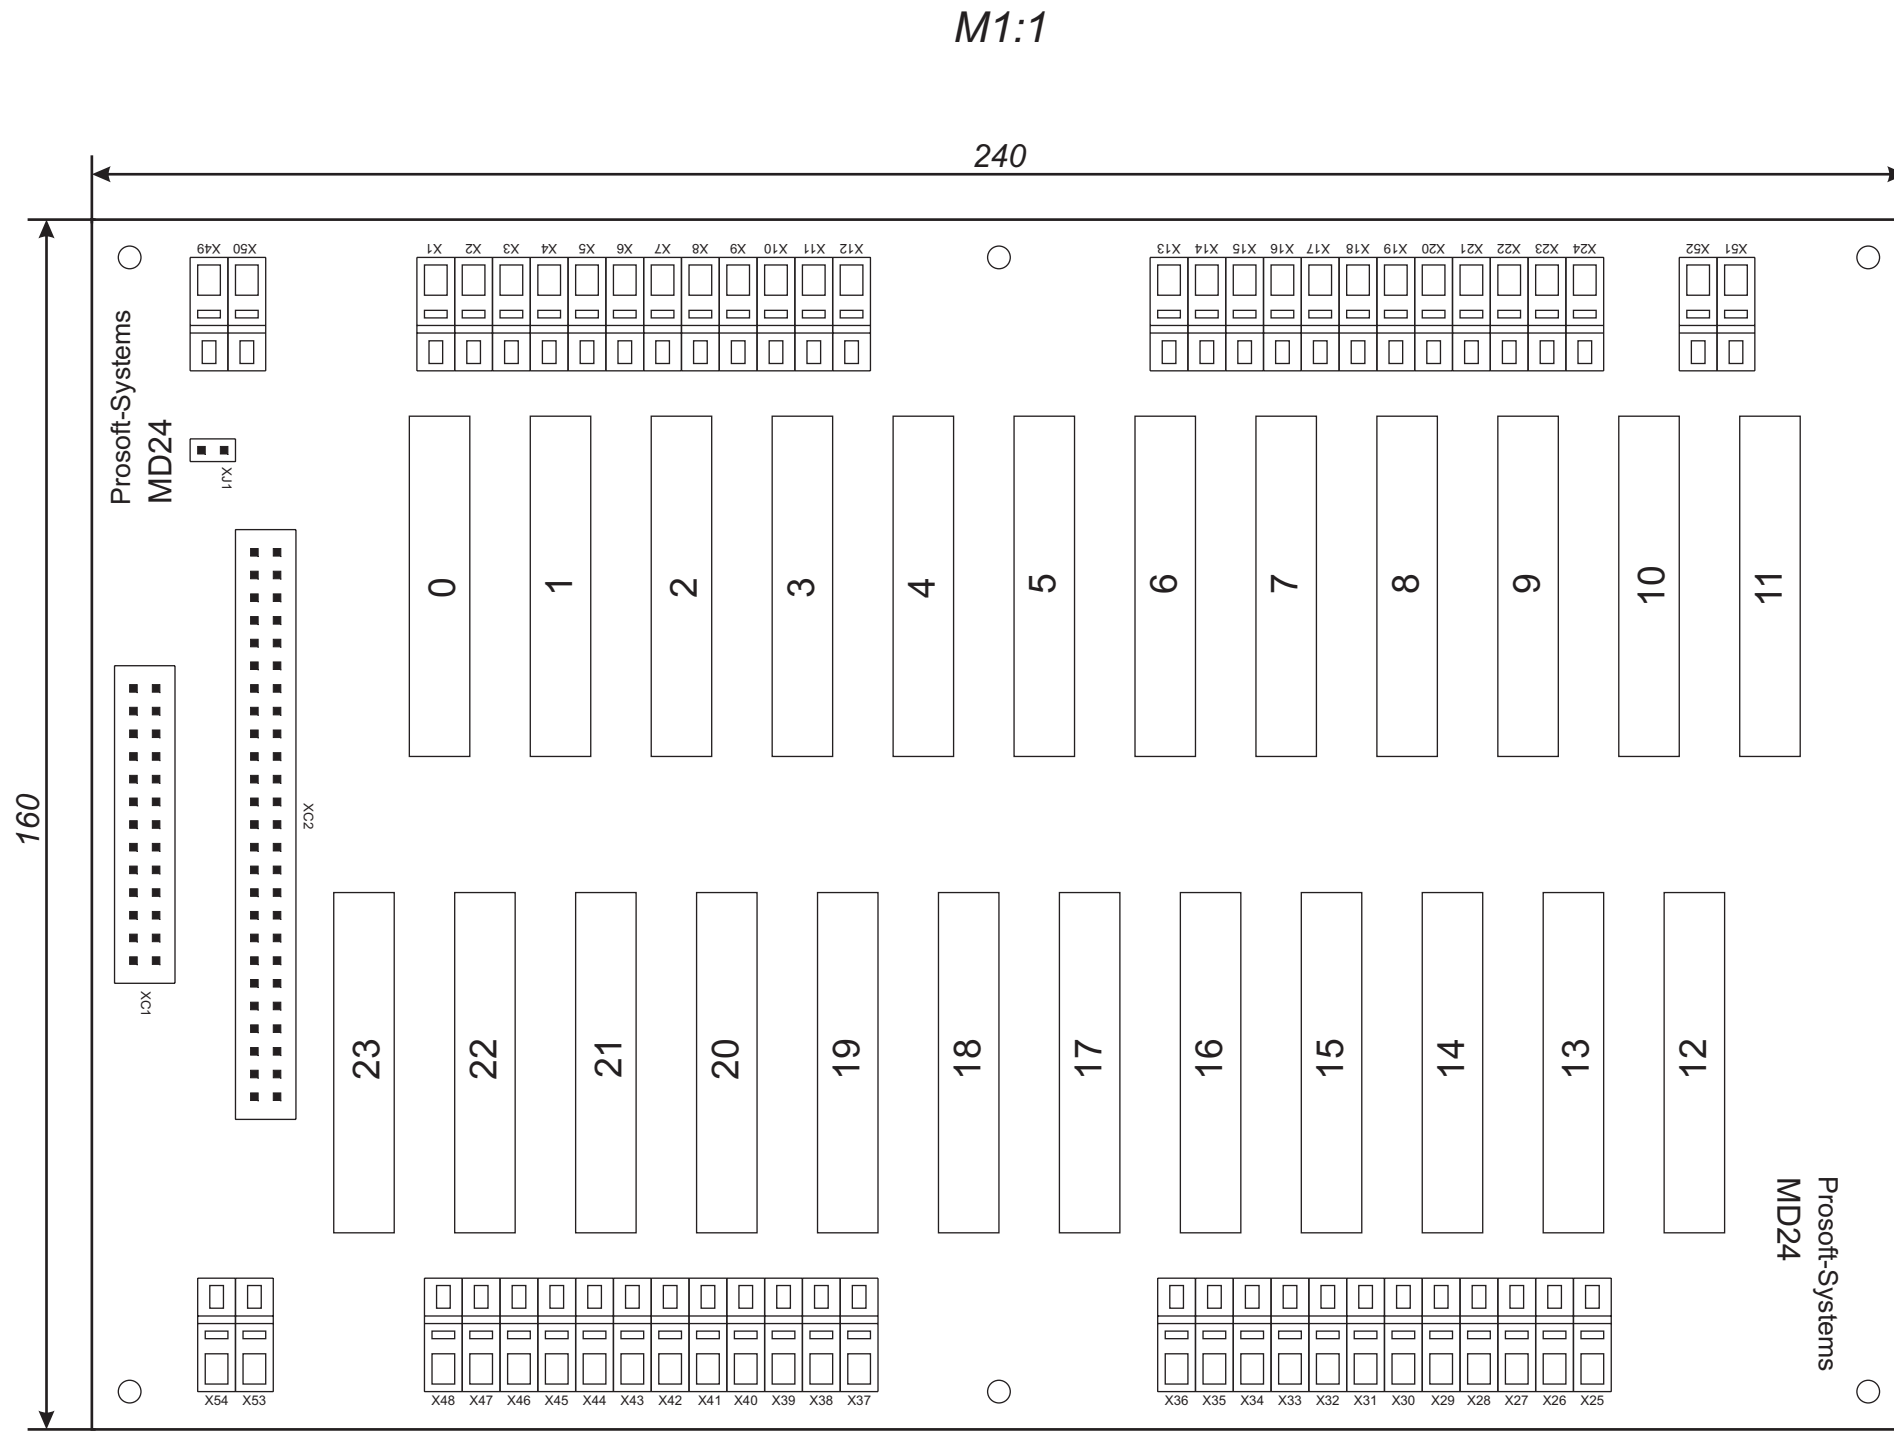 M1:1
240
X49 X50 X1 X2 X3 X4 X5 X6 X7 X8 X9 X10 X11 X12 X13 X14 X15 X16 X17 X18 X19 X20 X21 X22 X23 X24 X52 X51
Prosoft-Systems
MD24
XJ1
0 1 2 3 4 5 6 7 8 9 10 11
160
XC2
XC1
23 22 21 20 19 18 17 16 15 14 13 12
Prosoft-Systems
MD24
X54 X53 X48 X47 X46 X45 X44 X43 X42 X41 X40 X39 X38 X37 X36 X35 X34 X33 X32 X31 X30 X29 X28 X27 X26 X25